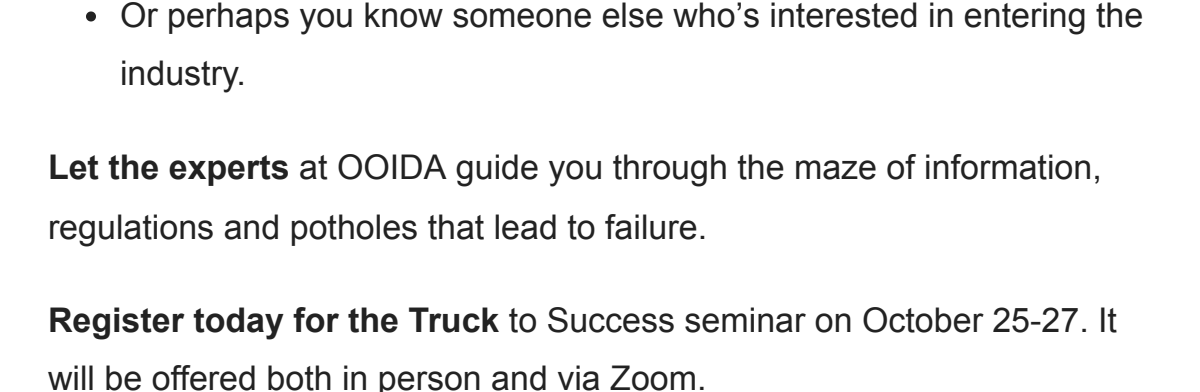 • Or perhaps you know someone else who’s interested in entering the
industry.
Let the experts at OOIDA guide you through the maze of information,
regulations and potholes that lead to failure.
Register today for the Truck to Success seminar on October 25-27. It
will be offered both in person and via Zoom.